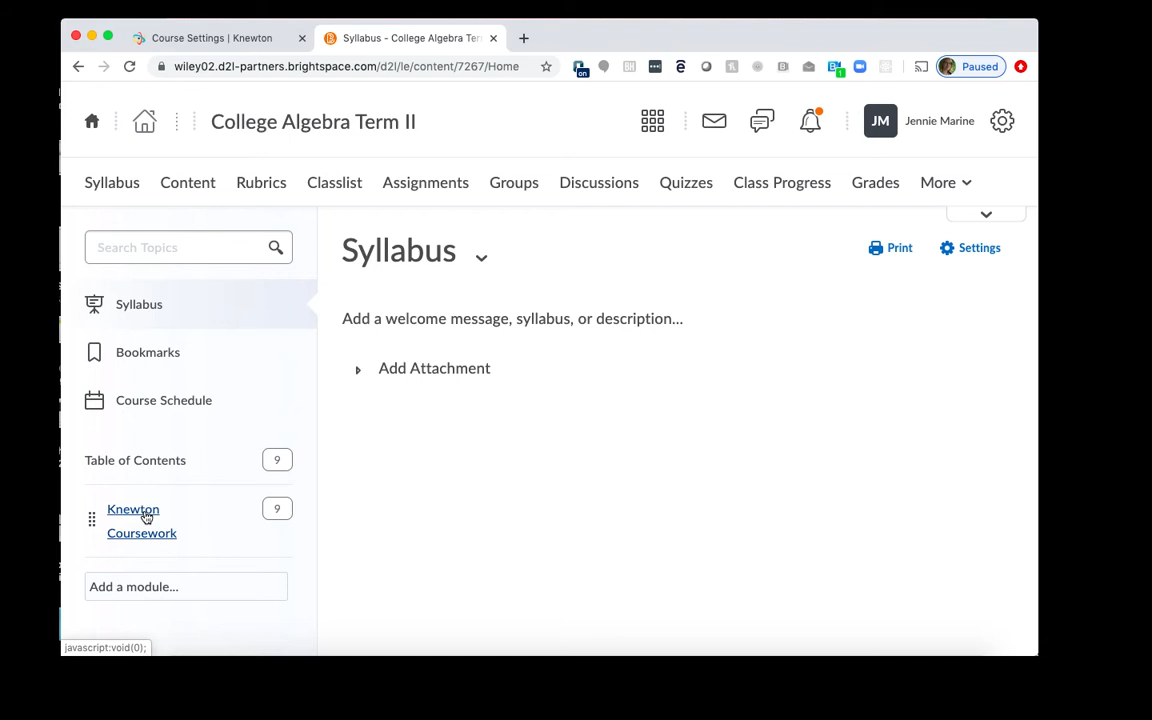 Course Settings | Knewton
Syllabus - College Algebra Ter
wiley02.d2l-partners.brightspace.com/d2l/le/content/7267/Home
on
1
Paused
College Algebra Term II
JM
Jennie Marine
Syllabus
Content
Rubrics
Classlist
Assignments
Groups
Discussions
Quizzes
Class Progress
Grades
More
Search Topics
Syllabus
Print
Settings
Syllabus
Add a welcome message, syllabus, or description...
Bookmarks
Add Attachment
Course Schedule
Table of Contents
9
Knewton
Coursework
9
Add a module...
javascript:void(0);